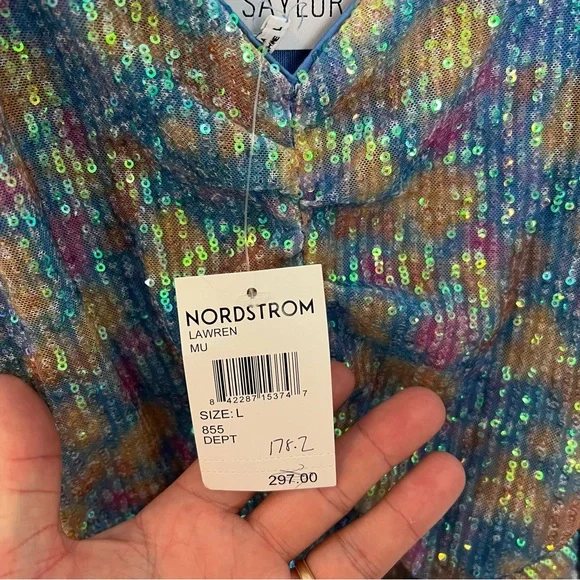 SAYLOR
L
NORDSTROM
LAWREN
MU
8 42287 15374 7
SIZE: L
855
DEPT
178.2
297.00